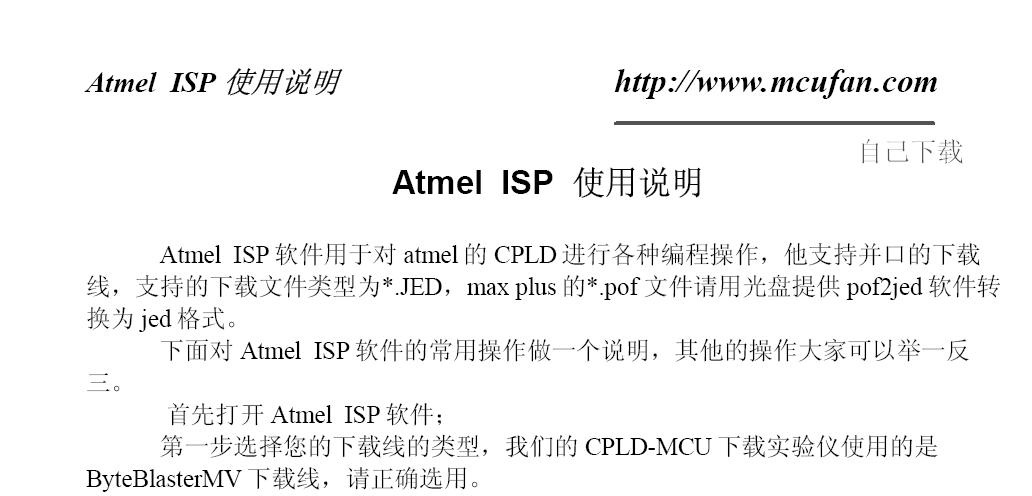 Atmel ISP 使用说明 http://www.mcufan.com
自己下载
Atmel ISP 使用说明
Atmel ISP 软件用于对 atmel 的 CPLD 进行各种编程操作，他支持并口的下载
线，支持的下载文件类型为*.JED，max plus 的*.pof 文件请用光盘提供 pof2jed 软件转
换为 jed 格式。
下面对 Atmel ISP 软件的常用操作做一个说明，其他的操作大家可以举一反
三。
首先打开 Atmel ISP 软件；
第一步选择您的下载线的类型，我们的 CPLD-MCU 下载实验仪使用的是
ByteBlasterMV 下载线，请正确选用。